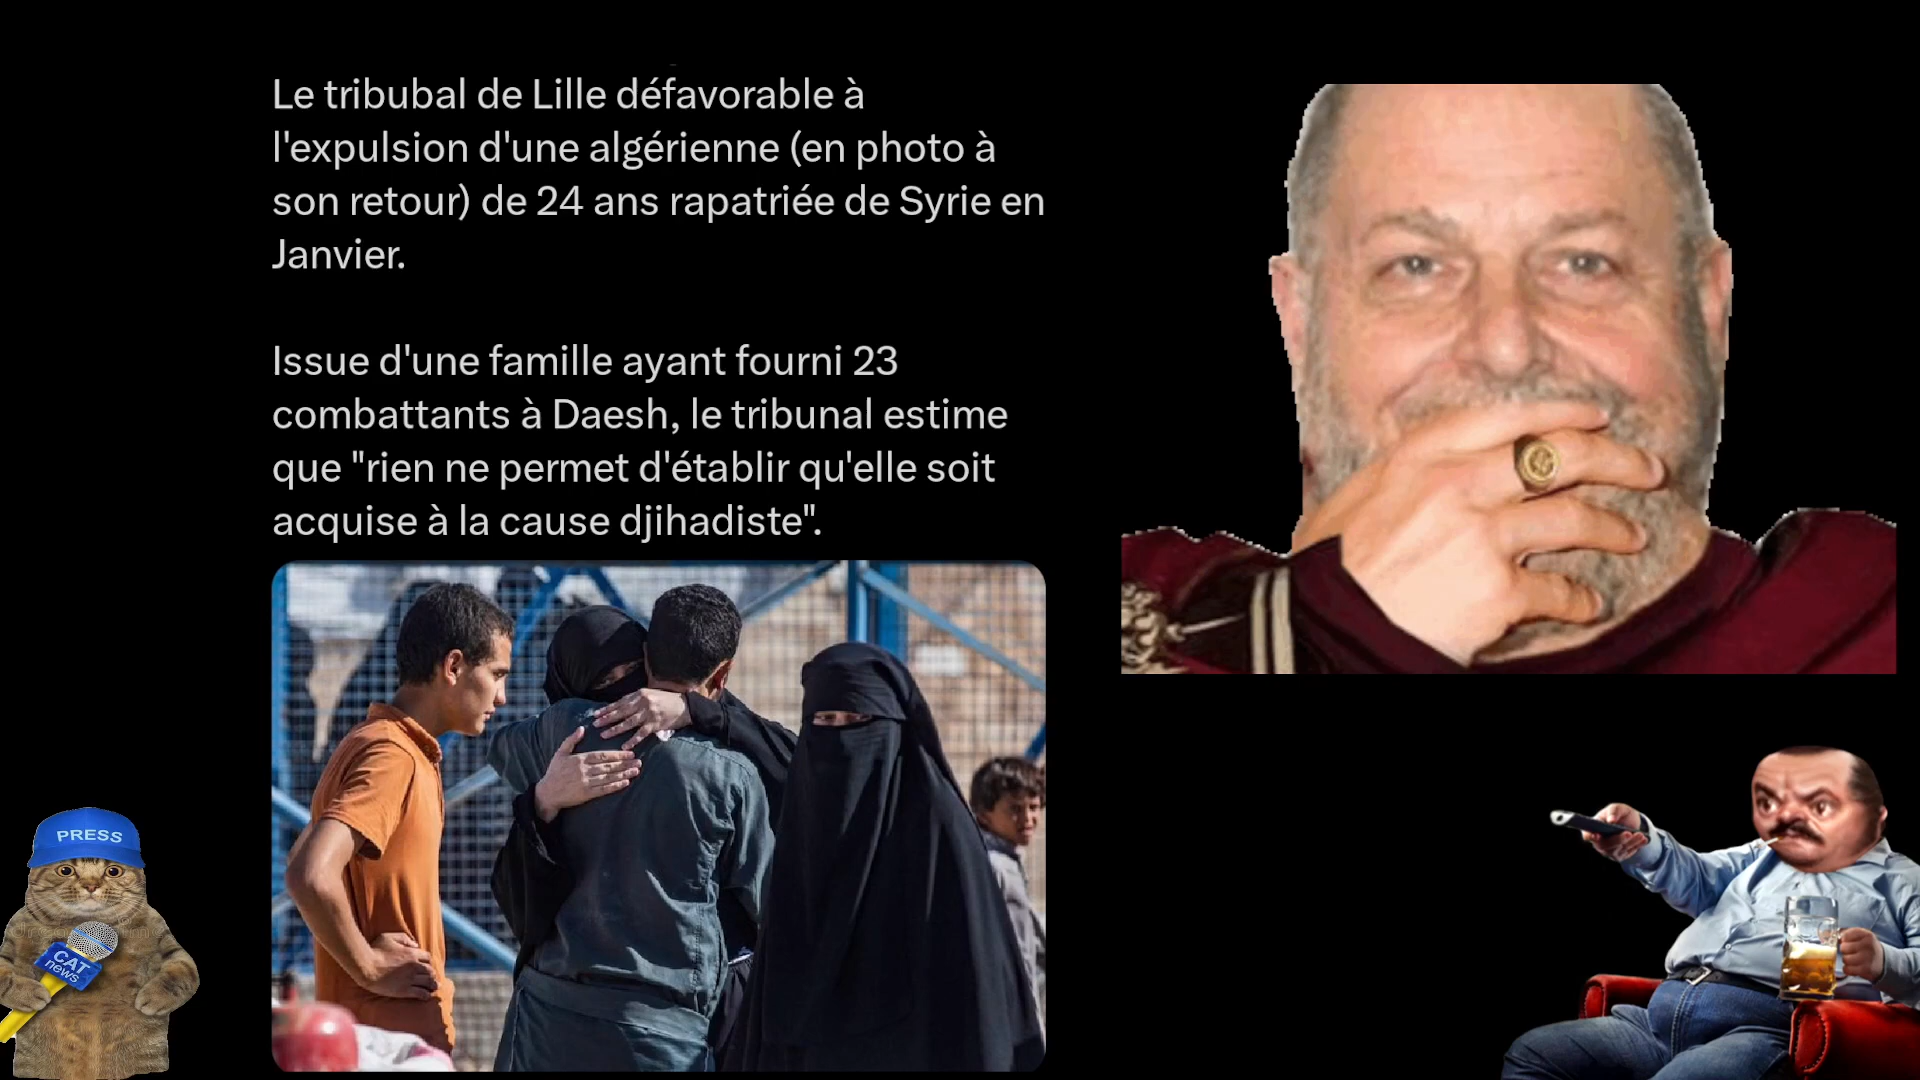 Le tribubal de Lille défavorable à
l'expulsion d'une algérienne (en photo à
son retour) de 24 ans rapatriée de Syrie en
Janvier.
Issue d'une famille ayant fourni 23
combattants à Daesh, le tribunal estime
que "rien ne permet d'établir qu'elle soit
acquise à la cause djihadiste".
PRESS
CAT
news